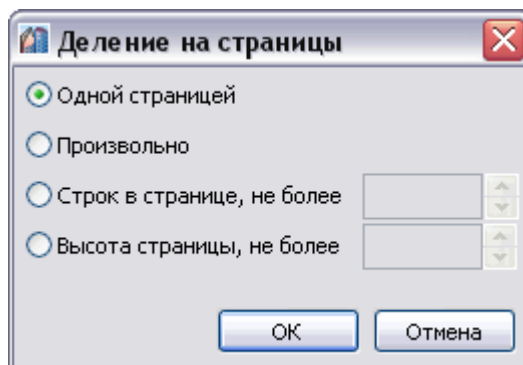 Деление на страницы
Одной страницей
Произвольно
Строк в странице, не более
Высота страницы, не более
ОК
Отмена